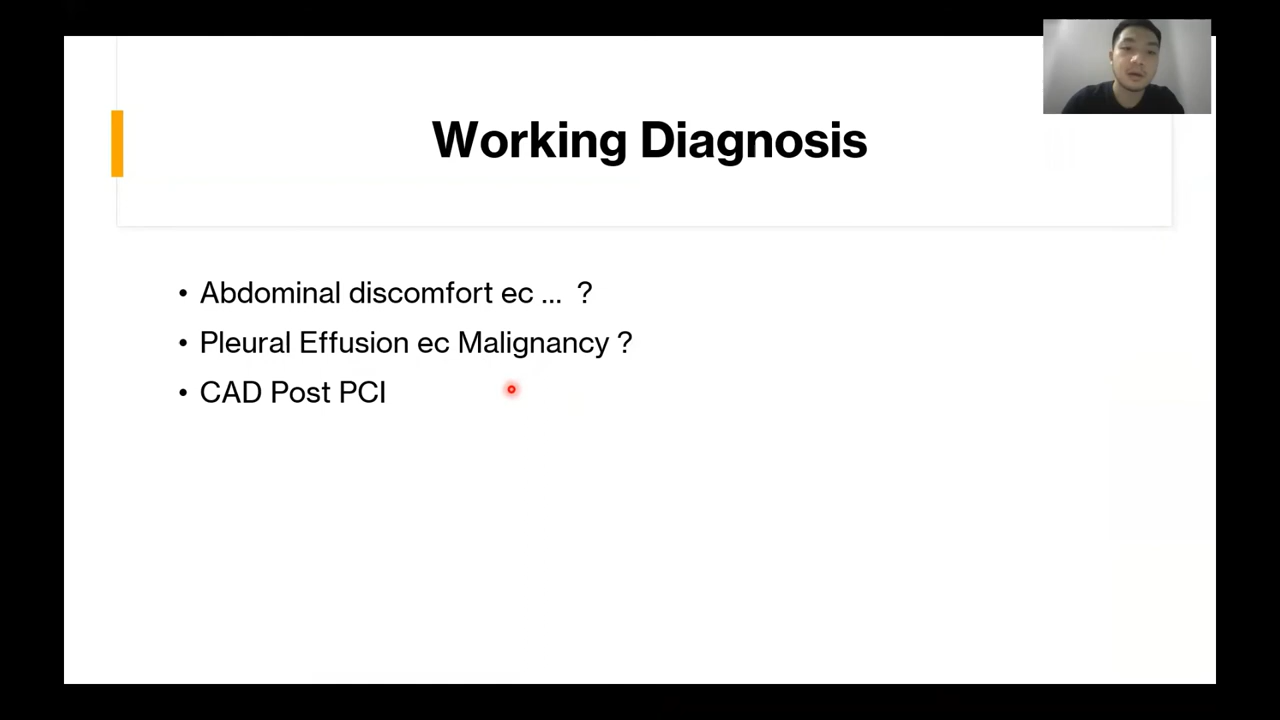 Working Diagnosis
• Abdominal discomfort ec ... ?
• Pleural Effusion ec Malignancy ?
• CAD Post PCI